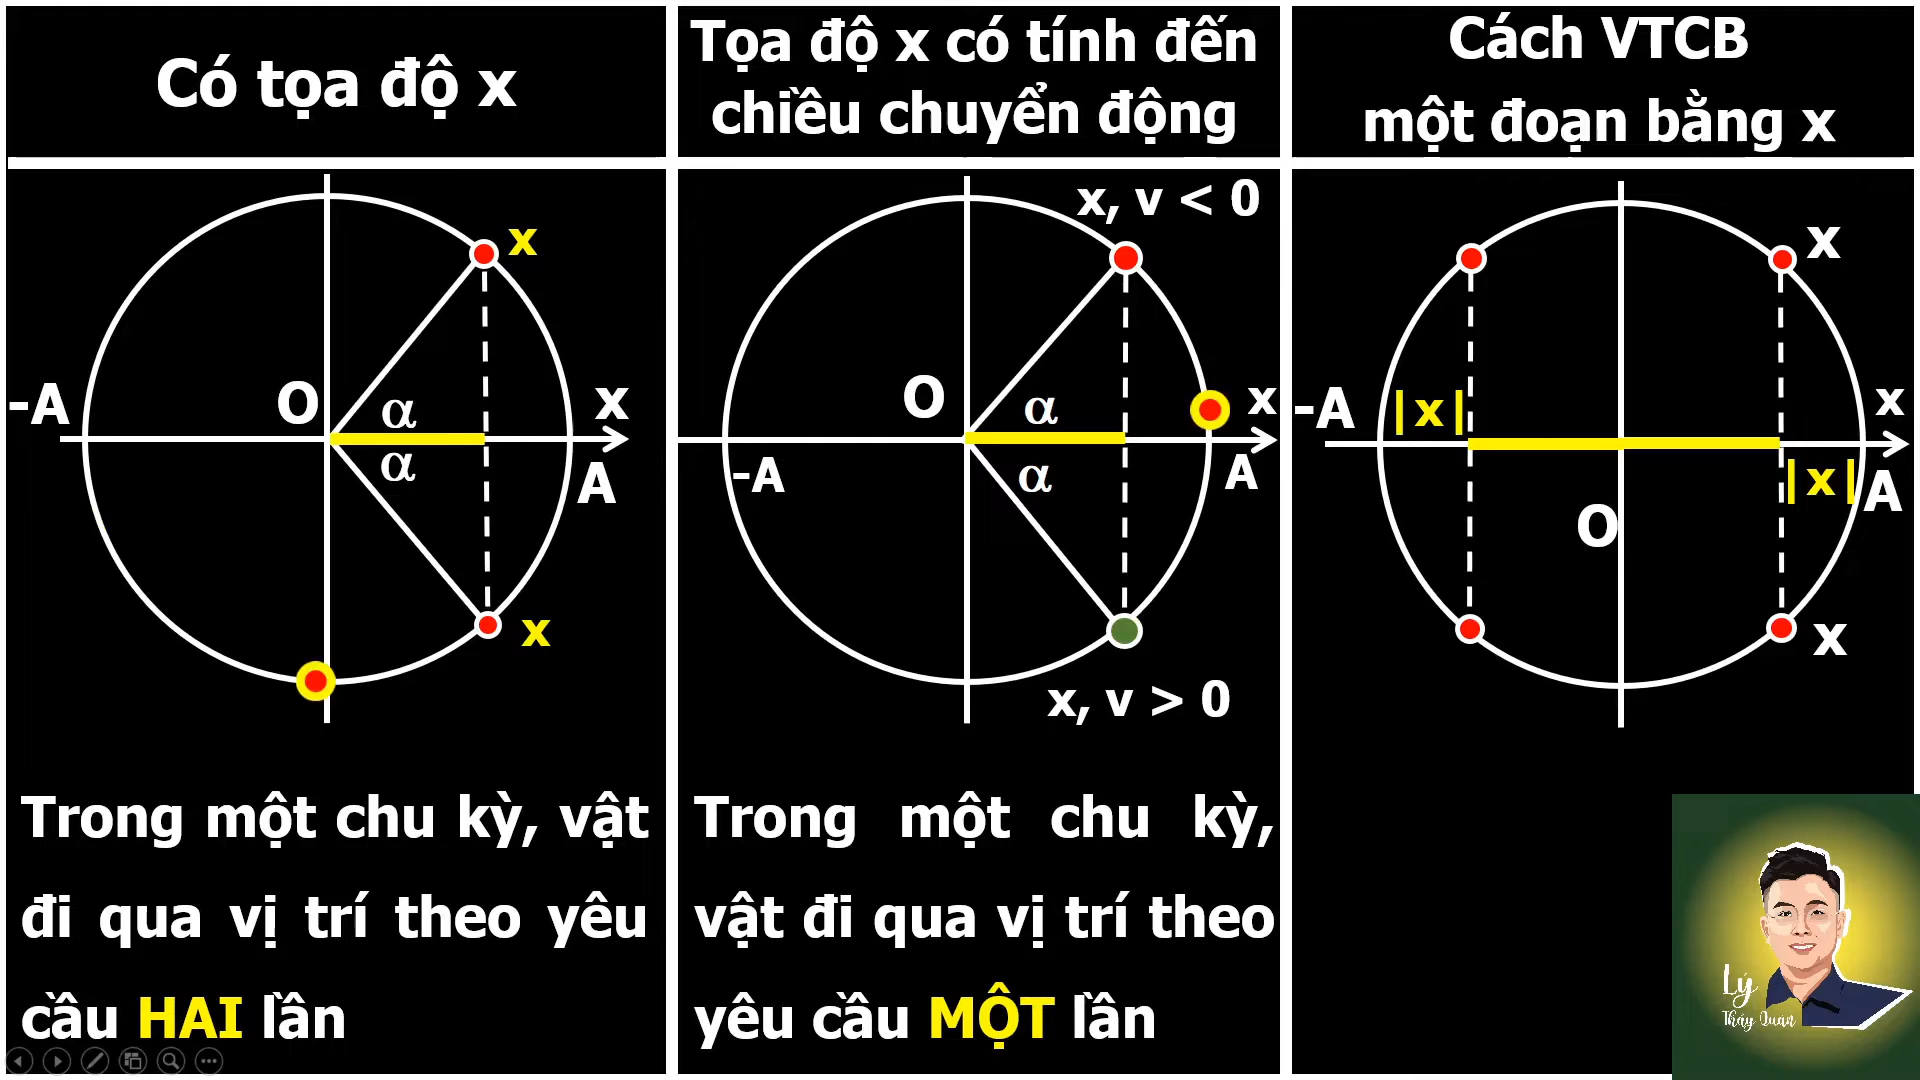 Có tọa độ x
x
-A
O
α
x
α
A
x
Trong một chu kỳ, vật
đi qua vị trí theo yêu
cầu HAI lần
Tọa độ x có tính đến
chiều chuyển động
x, v < 0
O
α
x
-A
α
A
x, v > 0
Trong một chu kỳ,
vật đi qua vị trí theo
yêu cầu MỘT lần
Cách VTCB
một đoạn bằng x
x
-A
|x|
x
|x|
A
O
x
Lý
Thầy Quân